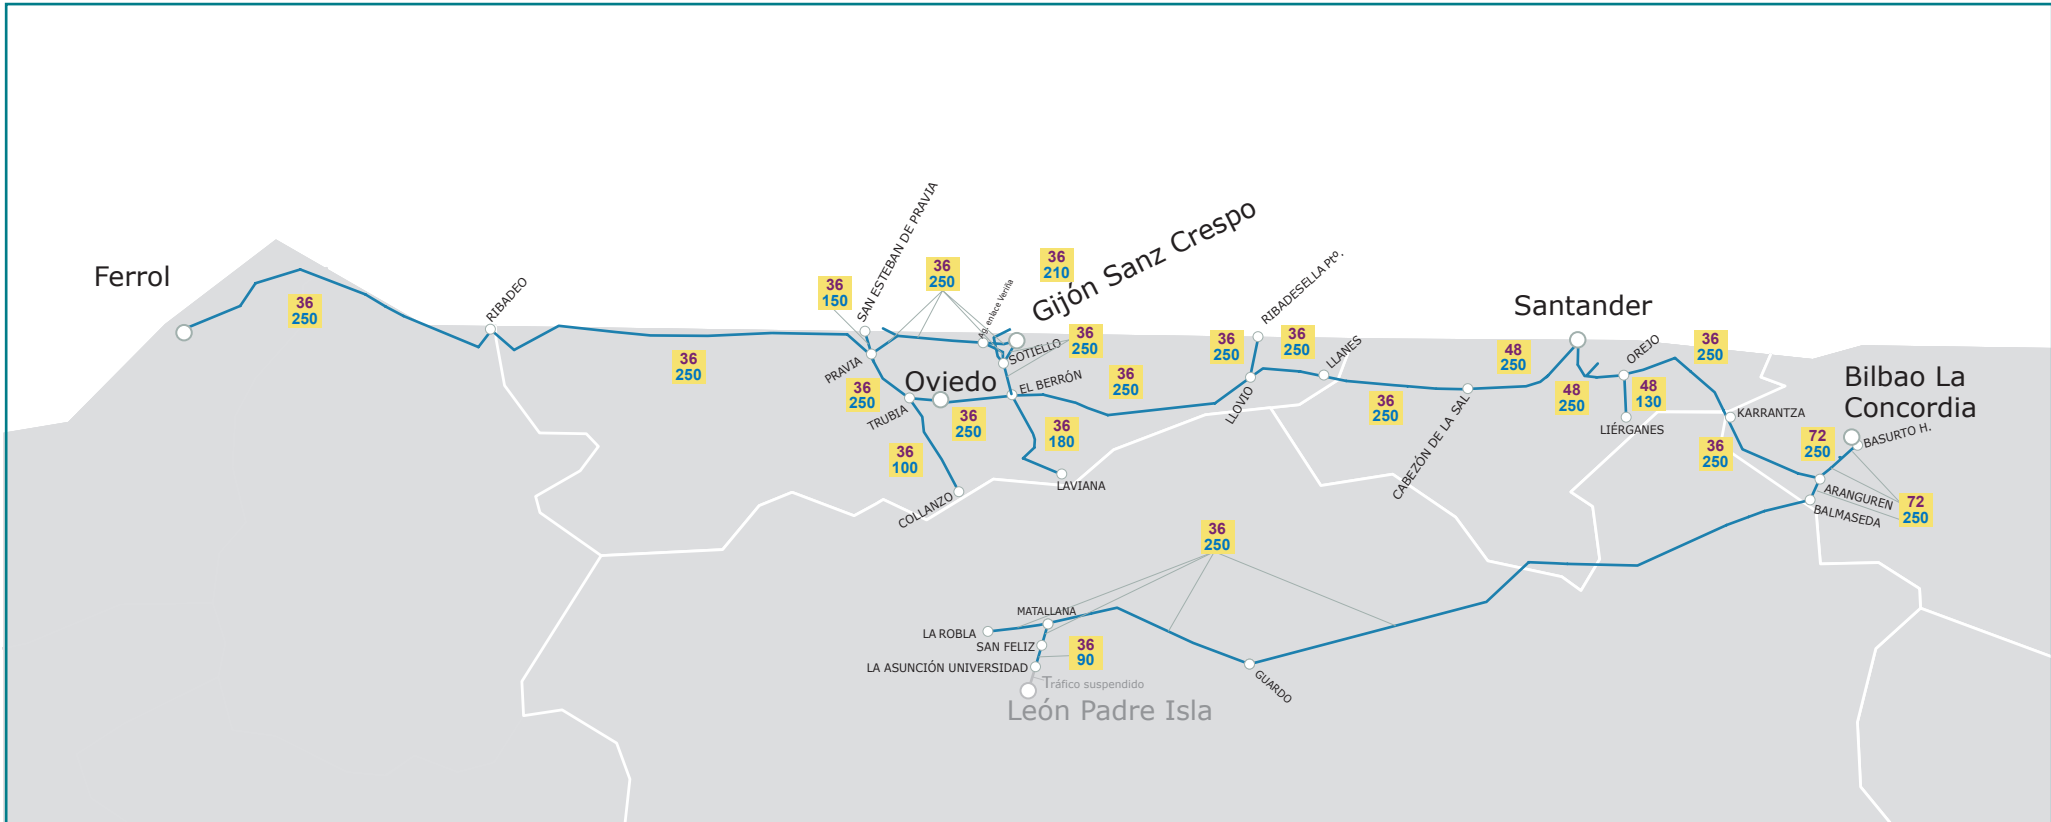 Ferrol
36
250
RIBADEO
36
250
36
150
SAN ESTEBAN DE PRAVIA
36
250
36
210
Ag. enlace Veriña
Gijón Sanz Crespo
SOTIELLO
36
250
PRAVIA
36
250
TRUBIA
Oviedo
36
250
EL BERRÓN
36
250
36
180
LAVIANA
36
100
COLLANZO
RIBADESELLA Ptº.
36
250
36
250
LLOVIO
LLANES
36
250
CABEZÓN DE LA SAL
Santander
48
250
48
250
OREJO
48
130
LIÉRGANES
36
250
KARRANTZA
36
250
Bilbao La
Concordia
72
250
BASURTO H.
ARANGUREN
BALMASEDA
72
250
36
250
MATALLANA
LA ROBLA
SAN FELIZ
36
90
LA ASUNCIÓN UNIVERSIDAD
Tráfico suspendido
León Padre Isla
GUARDO